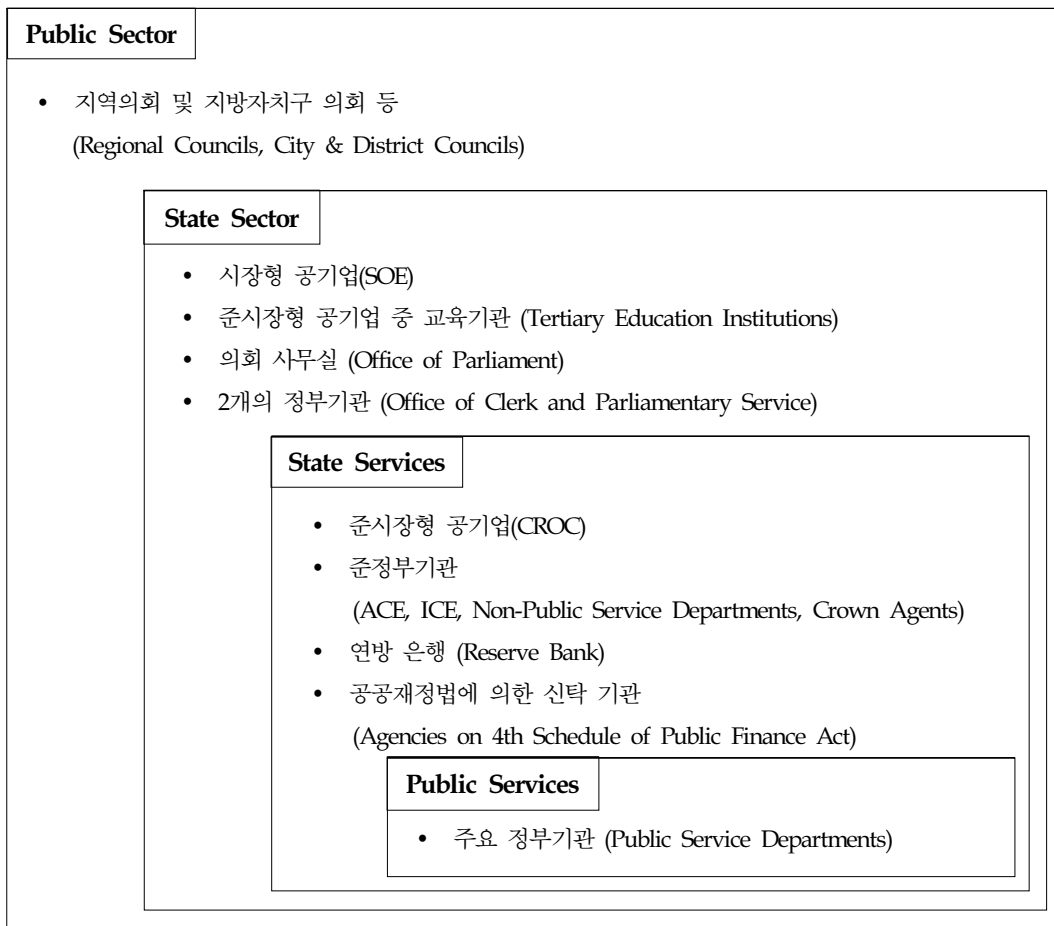 Public Sector
• 지역의회 및 지방자치구 의회 등
(Regional Councils, City & District Councils)
State Sector
• 시장형 공기업(SOE)
• 준시장형 공기업 중 교육기관 (Tertiary Education Institutions)
• 의회 사무실 (Office of Parliament)
• 2개의 정부기관 (Office of Clerk and Parliamentary Service)
State Services
• 준시장형 공기업(CROC)
• 준정부기관
(ACE, ICE, Non-Public Service Departments, Crown Agents)
• 연방 은행 (Reserve Bank)
• 공공재정법에 의한 신탁 기관
(Agencies on 4th Schedule of Public Finance Act)
Public Services
• 주요 정부기관 (Public Service Departments)